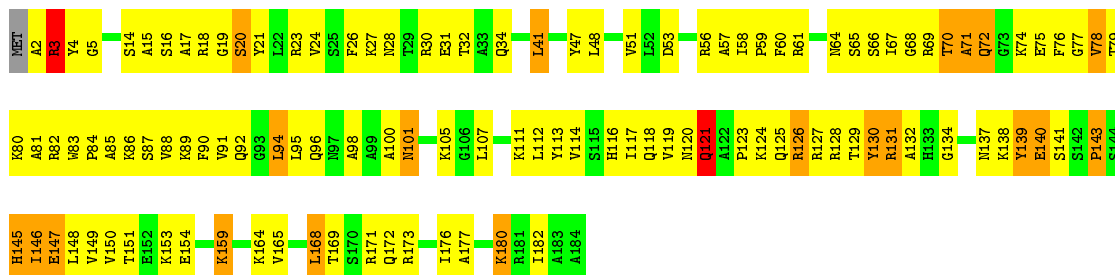 MET A2 R3 Y4 G5 S14 A15 S16 A17 R18 G19 S20 Y21 L22 R23 V24 S25 F26 K27 N28 T29 R30 E31 T32 A33 Q34 L41 Y47 L48 V51 L52 D53 R56 A57 I58 P59 F60 R61 N64 S65 S66 I67 G68 R69 T70 A71 Q72 G73 K74 E75 F76 G77 V78 T79
K80 A81 R82 W83 P84 A85 K86 S87 V88 K89 F90 V91 Q92 G93 L94 L95 Q96 N97 A98 A99 A100 N101 K105 G106 L107 K111 L112 Y113 V114 S115 H116 I117 Q118 V119 N120 Q121 A122 P123 K124 Q125 R126 R127 R128 T129 Y130 R131 A132 H133 G134 N137 K138 Y139 E140 S141 S142 P143 S144
H145 I146 E147 L148 V149 V150 T151 E152 K153 E154 K159 K164 V165 L168 T169 S170 R171 Q172 R173 I176 A177 K180 R181 I182 A183 A184